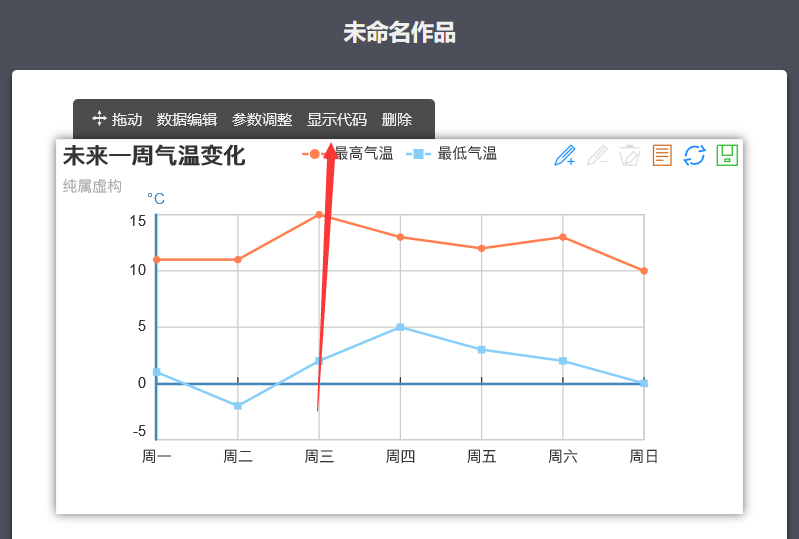 未命名作品
拖动 数据编辑 参数调整 显示代码 删除
未来一周气温变化
最高气温 最低气温
纯属虚构
°C
15
10
5
0
-5
周一 周二 周三 周四 周五 周六 周日